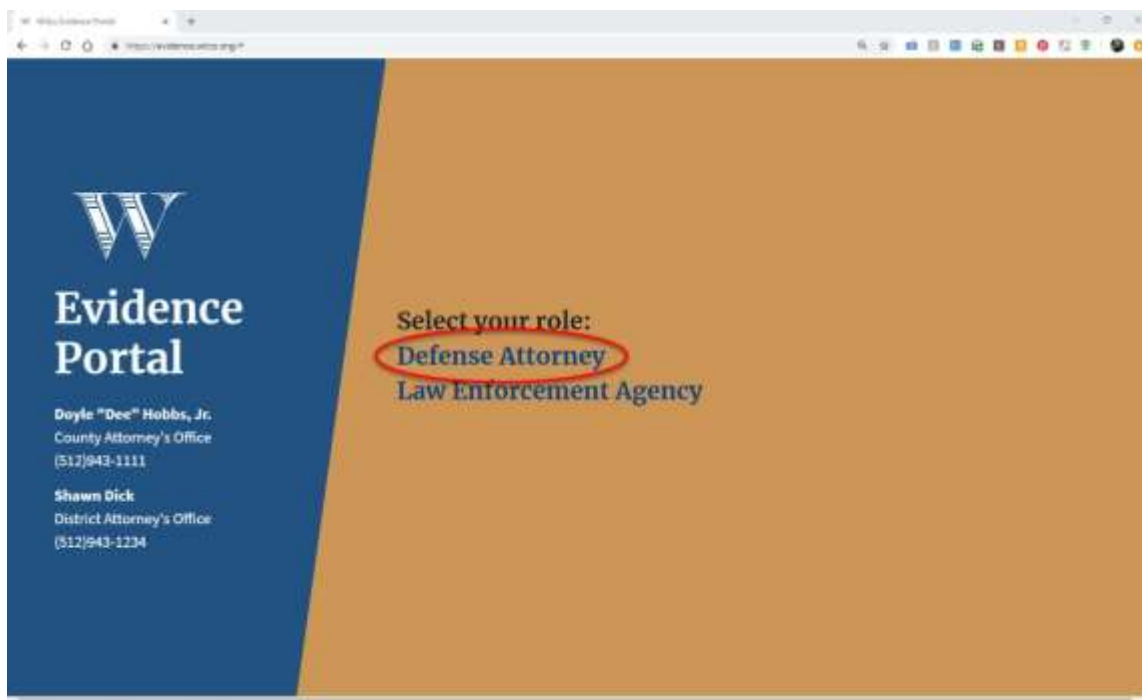 W
Evidence
Portal
Doyle "Dee" Hobbs, Jr.
County Attorney's Office
(512)943-1111
Shawn Dick
District Attorney's Office
(512)943-1234
Select your role:
Defense Attorney
Law Enforcement Agency